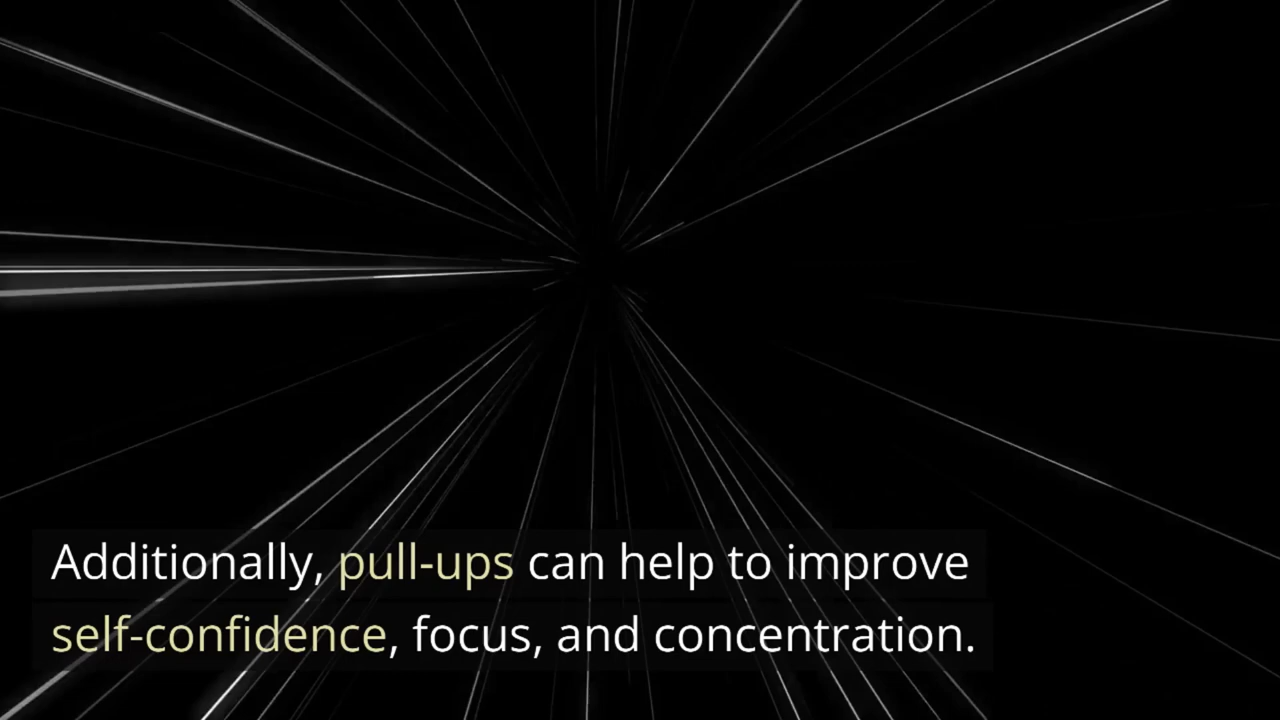 Additionally, pull-ups can help to improve
self-confidence, focus, and concentration.